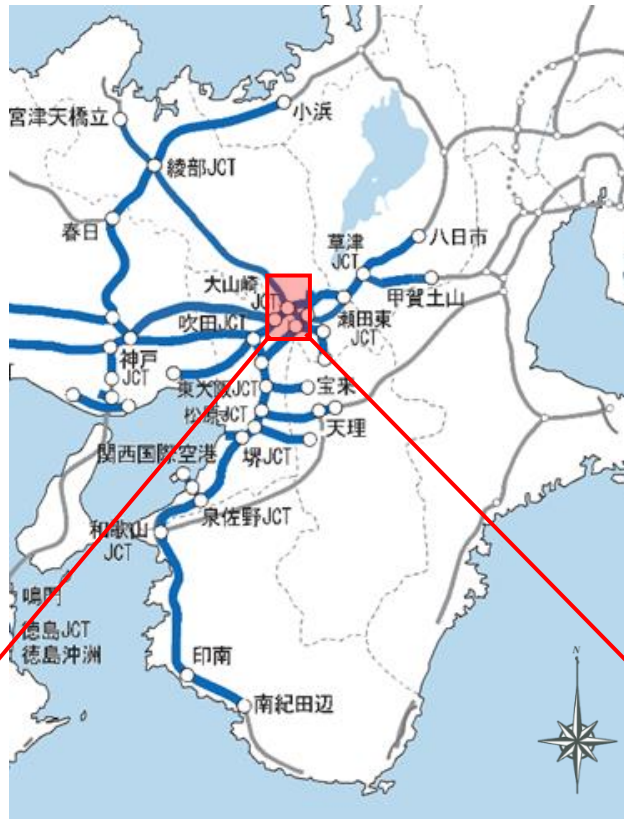 小浜
宮津天橋立
綾部JCT
春日
八日市
草津
JCT
大山崎
JCT
甲賀土山
吹田JCT
瀬田東
JCT
神戸
JCT
東大阪JCT
宝来
松原JCT
天理
関西国際空港
堺JCT
泉佐野JCT
和歌山
JCT
鳴門
徳島JCT
徳島沖洲
印南
南紀田辺
N